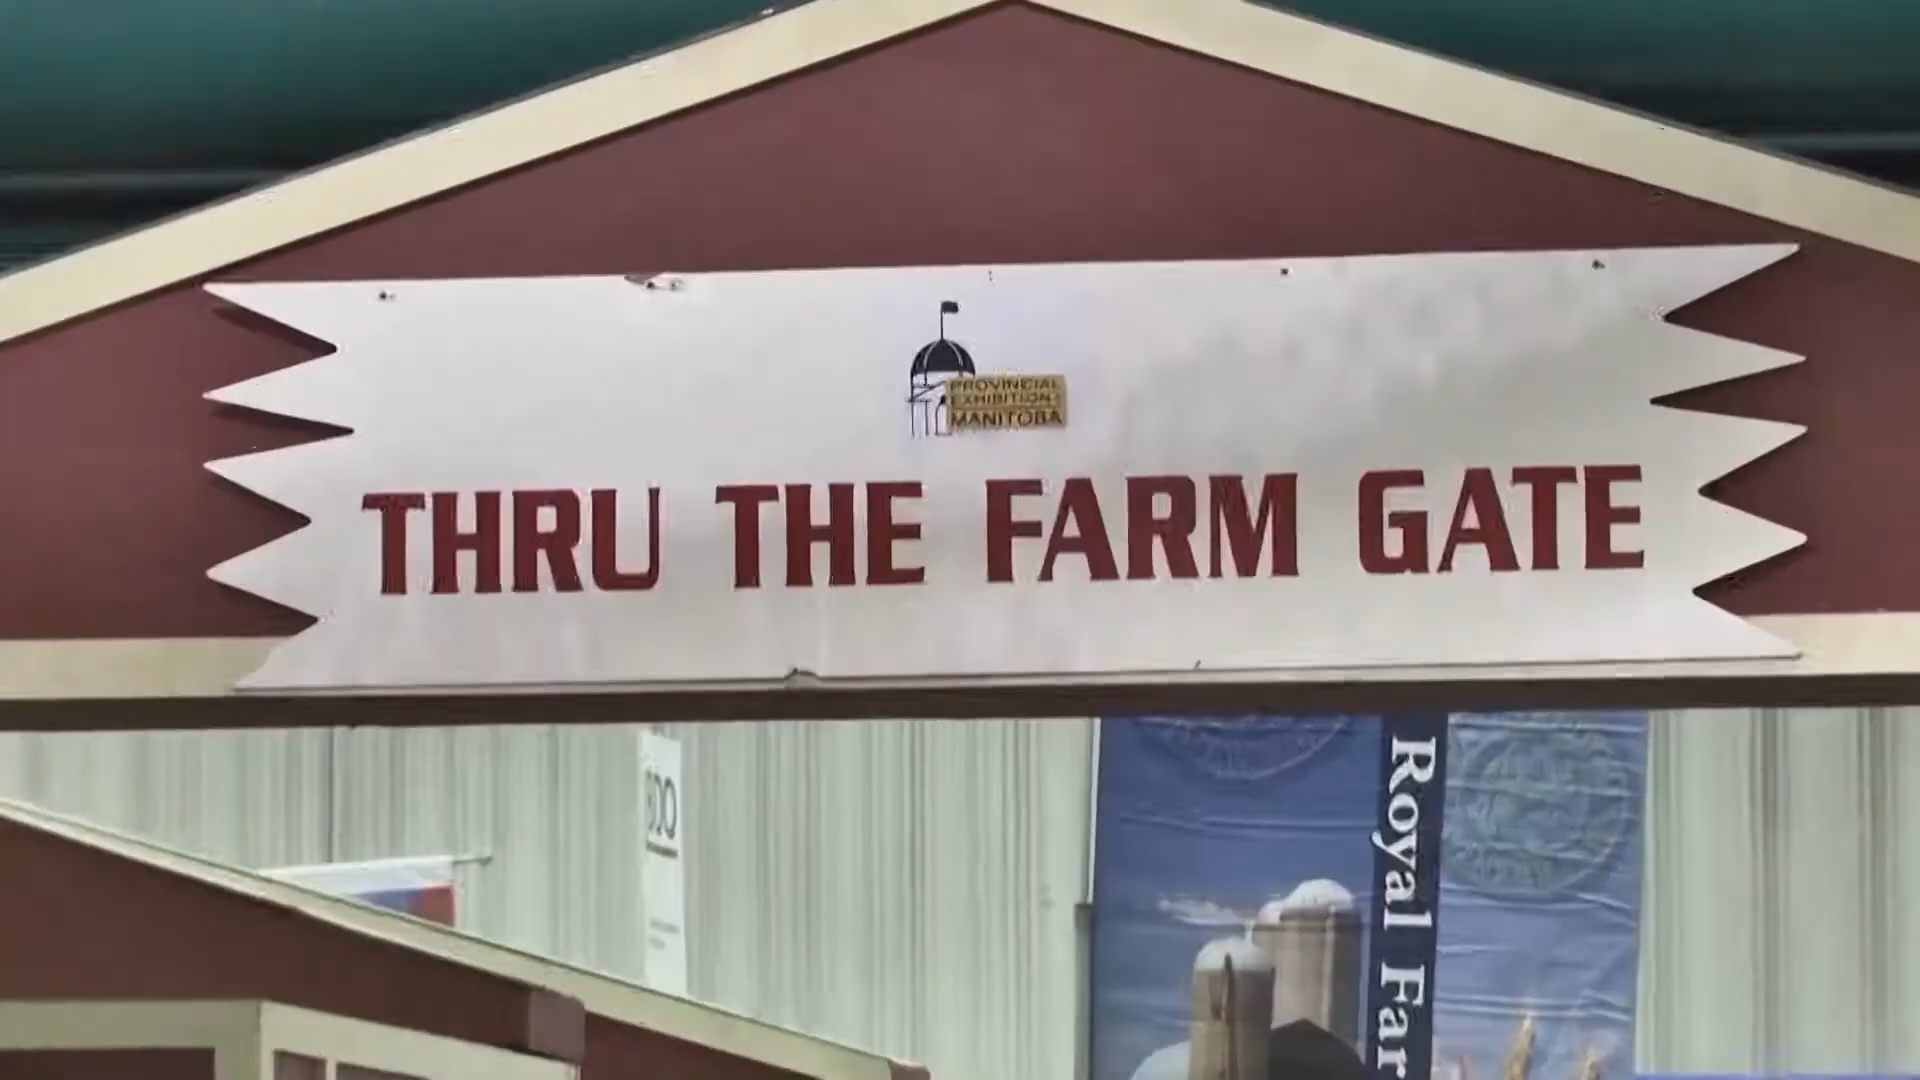 PROVINCIAL
EXHIBITION
MANITOBA
THRU THE FARM GATE
Royal Far